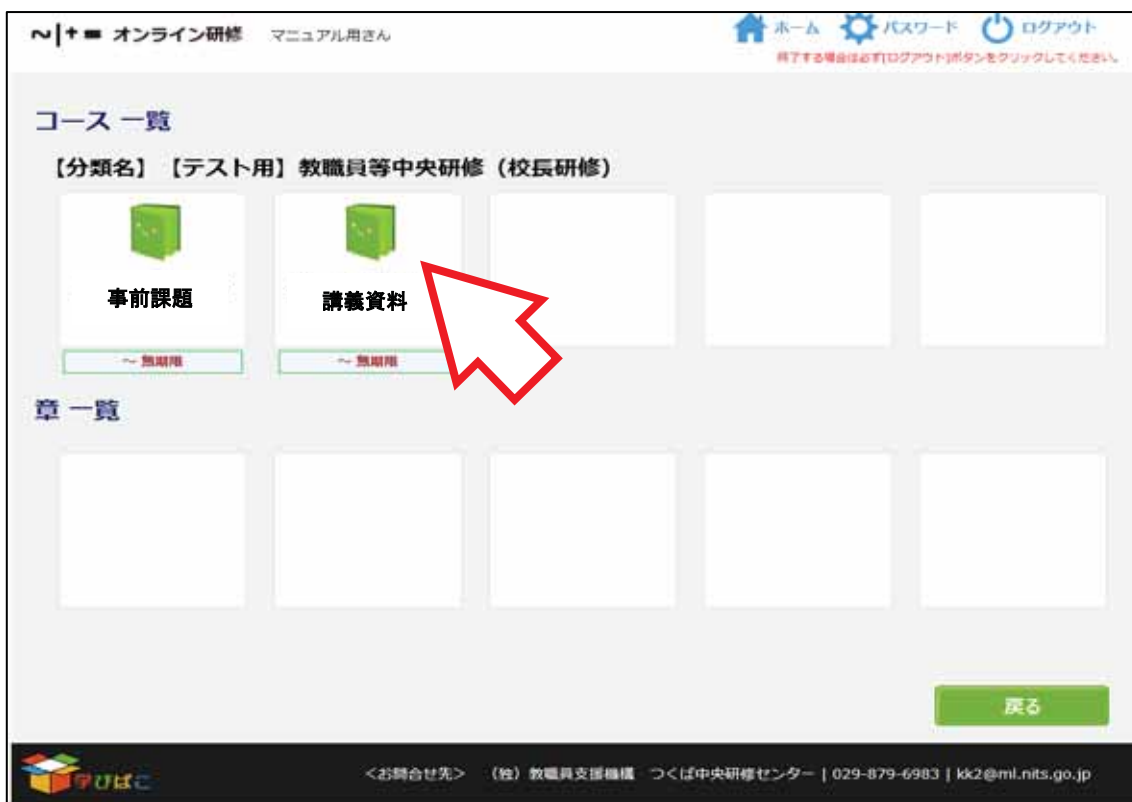 オンライン研修 マニュアル用さん
ホーム パスワード ログアウト
終了する場合は必ず[ログアウト]ボタンをクリックしてください。
コース 一覧
【分類名】【テスト用】教職員等中央研修（校長研修）
事前課題 講義資料
～ 無期限 ～ 無期限
章 一覧
戻る
学びばこ
<お問合せ先> （独）教職員支援機構 つくば中央研修センター | 029-879-6983 | kk2@ml.nits.go.jp